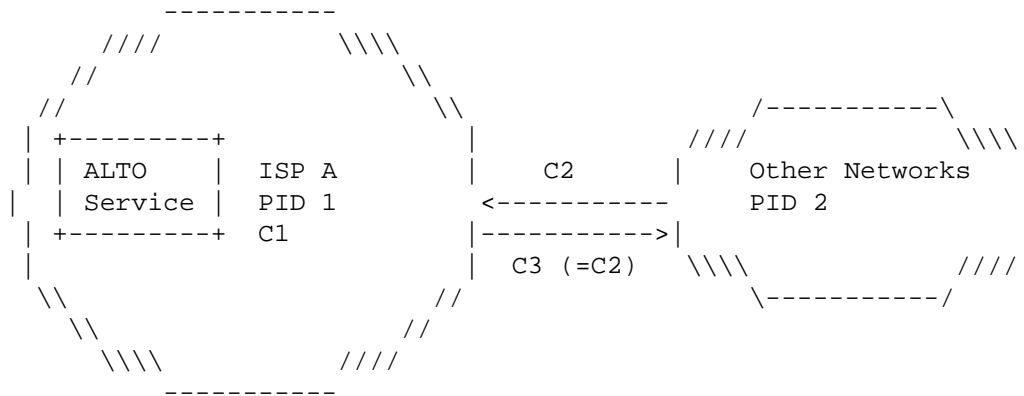 ALTO ISP A C2 Other Networks
Service PID 1 PID 2
C1
C3 (=C2)